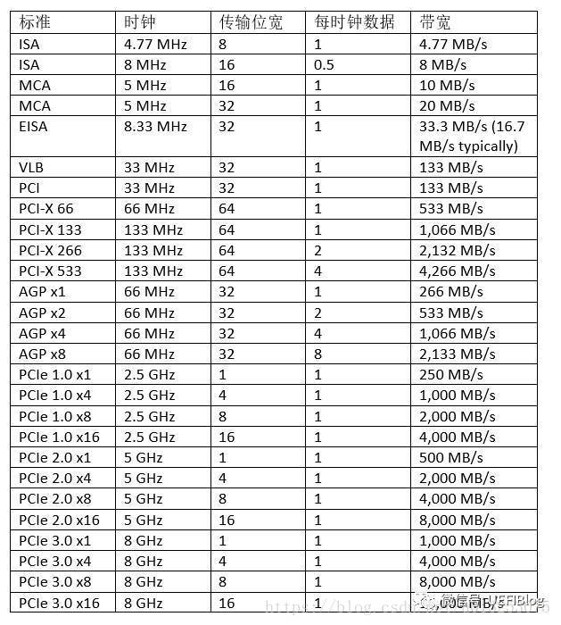 标准 时钟 传输位宽 每时钟数据 带宽
ISA 4.77 MHz 8 1 4.77 MB/s
ISA 8 MHz 16 0.5 8 MB/s
MCA 5 MHz 16 1 10 MB/s
MCA 5 MHz 32 1 20 MB/s
EISA 8.33 MHz 32 1 33.3 MB/s (16.7
MB/s typically)
VLB 33 MHz 32 1 133 MB/s
PCI 33 MHz 32 1 133 MB/s
PCI-X 66 66 MHz 64 1 533 MB/s
PCI-X 133 133 MHz 64 1 1,066 MB/s
PCI-X 266 133 MHz 64 2 2,132 MB/s
PCI-X 533 133 MHz 64 4 4,266 MB/s
AGP x1 66 MHz 32 1 266 MB/s
AGP x2 66 MHz 32 2 533 MB/s
AGP x4 66 MHz 32 4 1,066 MB/s
AGP x8 66 MHz 32 8 2,133 MB/s
PCIe 1.0 x1 2.5 GHz 1 1 250 MB/s
PCIe 1.0 x4 2.5 GHz 4 1 1,000 MB/s
PCIe 1.0 x8 2.5 GHz 8 1 2,000 MB/s
PCIe 1.0 x16 2.5 GHz 16 1 4,000 MB/s
PCIe 2.0 x1 5 GHz 1 1 500 MB/s
PCIe 2.0 x4 5 GHz 4 1 2,000 MB/s
PCIe 2.0 x8 5 GHz 8 1 4,000 MB/s
PCIe 2.0 x16 5 GHz 16 1 8,000 MB/s
PCIe 3.0 x1 8 GHz 1 1 1,000 MB/s
PCIe 3.0 x4 8 GHz 4 1 4,000 MB/s
PCIe 3.0 x8 8 GHz 8 1 8,000 MB/s
PCIe 3.0 x16 8 GHz 16 1 MB/s
微信号: UEFIBlog